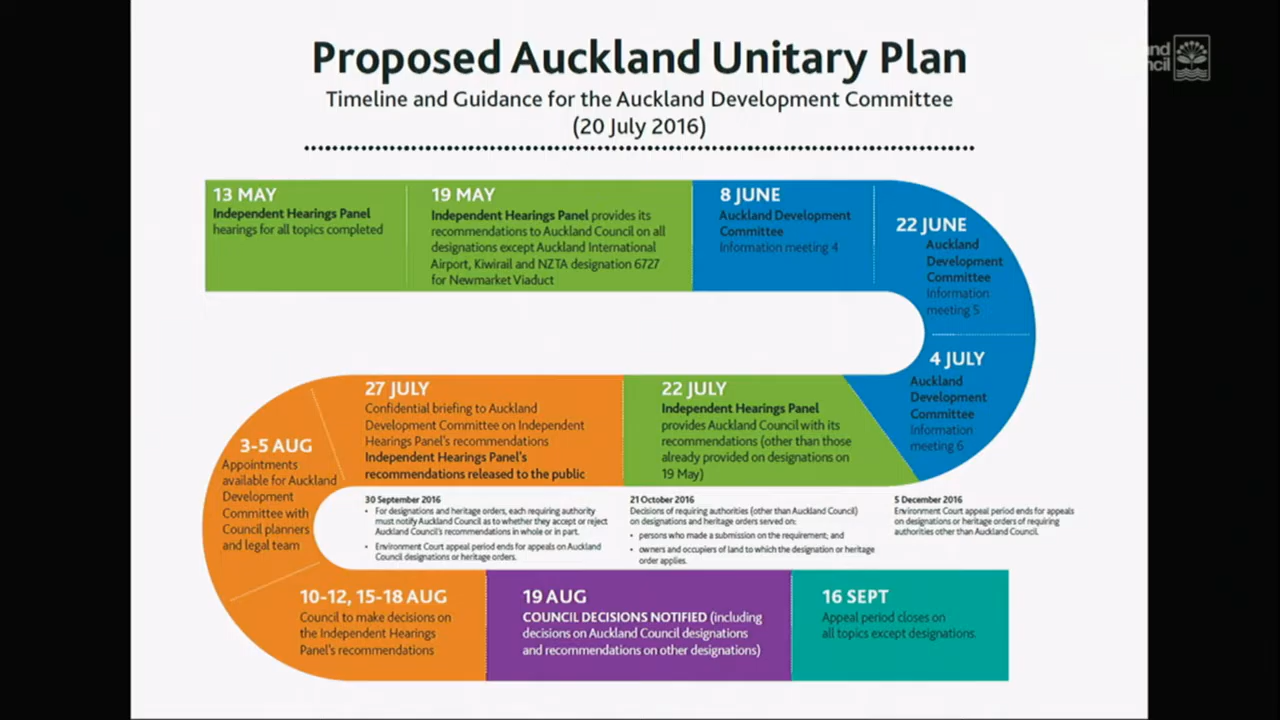 Proposed Auckland Unitary Plan
Timeline and Guidance for the Auckland Development Committee
(20 July 2016)
13 MAY
Independent Hearings Panel
hearings for all topics completed
19 MAY
Independent Hearings Panel provides its
recommendations to Auckland Council on all
designations except Auckland International
Airport, Kiwirail and NZTA designation 6727
for Newmarket Viaduct
8 JUNE
Auckland Development
Committee
Information meeting 4
22 JUNE
Auckland
Development
Committee
Information
meeting 5
4 JULY
Auckland
Development
Committee
Information
meeting 6
22 JULY
Independent Hearings Panel
provides Auckland Council with its
recommendations (other than those
already provided on designations on
19 May)
27 JULY
Confidential briefing to Auckland
Development Committee on Independent
Hearings Panel's recommendations
Independent Hearings Panel's
recommendations released to the public
3-5 AUG
Appointments
available for Auckland
Development
Committee with
Council planners
and legal team
30 September 2016
• For designations and heritage orders, each requiring authority
must notify Auckland Council as to whether they accept or reject
Auckland Council's recommendations in whole or in part.
• Environment Court appeal period ends for appeals on Auckland
Council designations or heritage orders.
21 October 2016
Decisions of requiring authorities (other than Auckland Council)
on designations and heritage orders served on:
• persons who made a submission on the requirement; and
• owners and occupiers of land to which the designation or heritage
order applies.
5 December 2016
Environment Court appeal period ends for appeals
on designations or heritage orders of requiring
authorities other than Auckland Council.
10-12, 15-18 AUG
Council to make decisions on
the Independent Hearings
Panel's recommendations
19 AUG
COUNCIL DECISIONS NOTIFIED (including
decisions on Auckland Council designations
and recommendations on other designations)
16 SEPT
Appeal period closes on
all topics except designations.